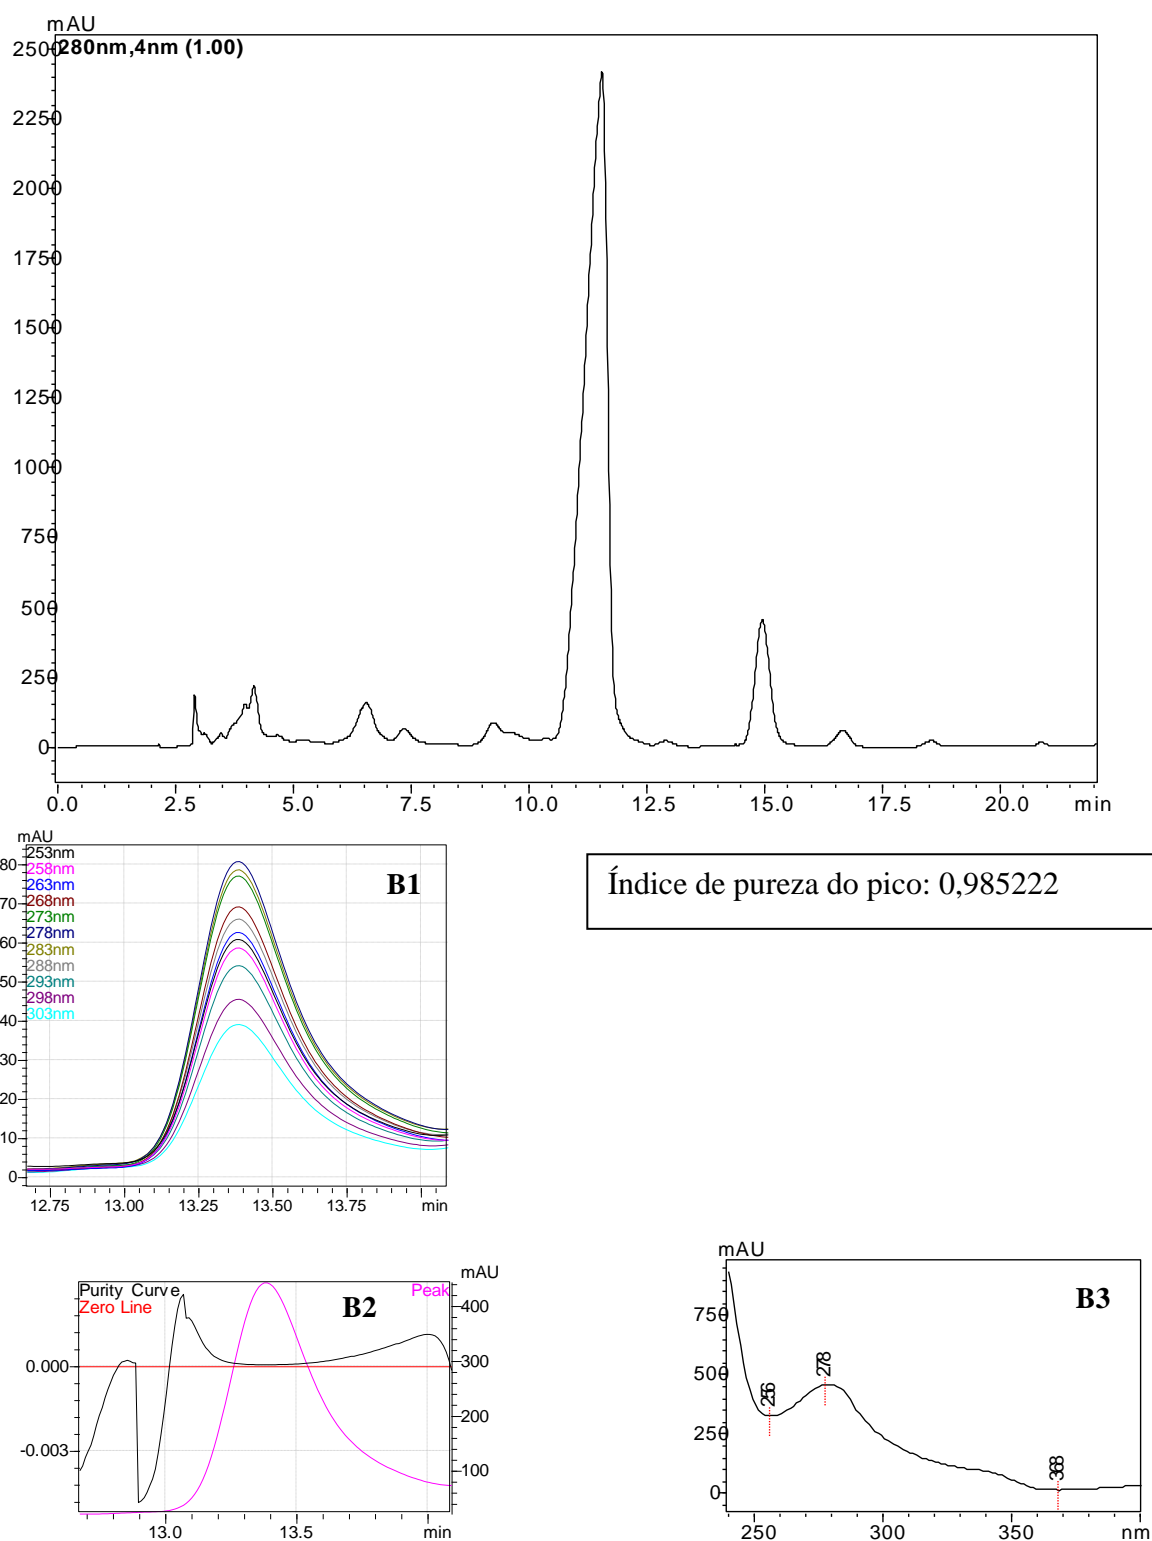 mAU
280nm,4nm (1.00)
2500
2250
2000
1750
1500
1250
1000
750
500
250
0
0.0 2.5 5.0 7.5 10.0 12.5 15.0 17.5 20.0 min
mAU
253nm
258nm
263nm
268nm
273nm
278nm
283nm
288nm
293nm
298nm
303nm
B1
80
70
60
50
40
30
20
10
0
12.75 13.00 13.25 13.50 13.75 min
Índice de pureza do pico: 0,985222
mAU
Purity Curve
Zero Line
Peak
B2
0.000
-0.003
400
300
200
100
13.0 13.5 min
mAU
B3
750
500
250
0
256
278
368
250 300 350 nm